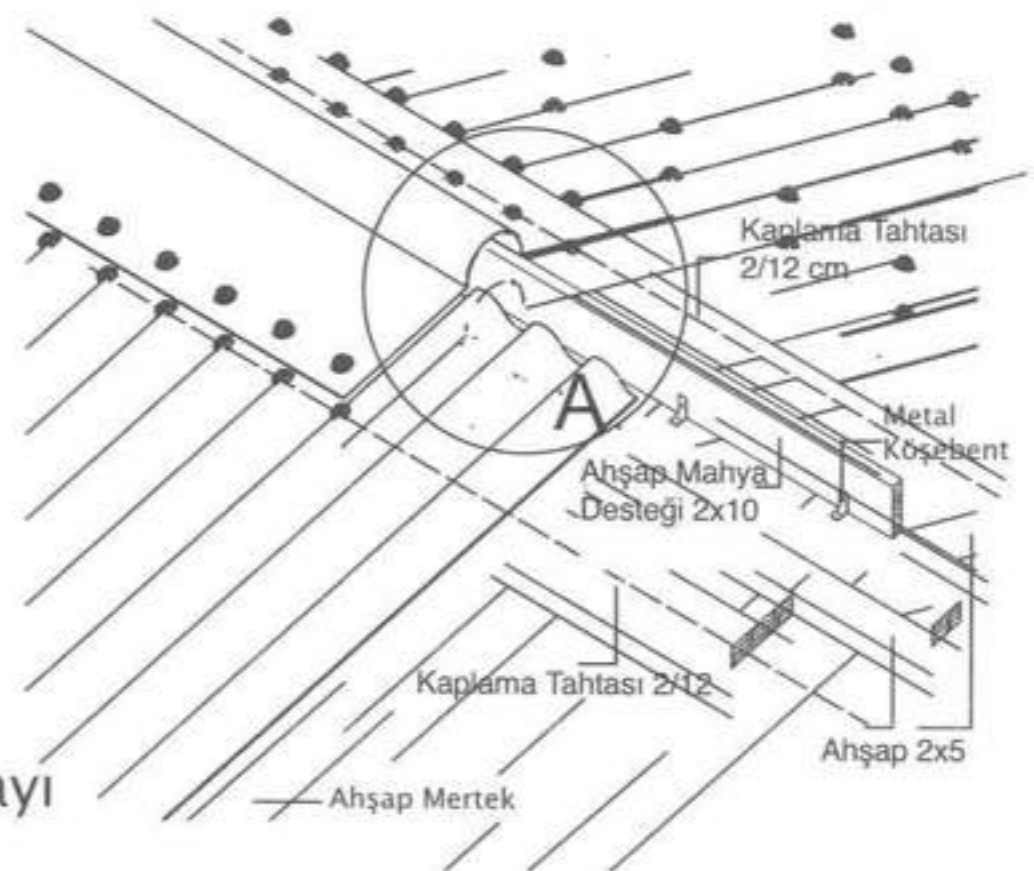 Kaplama Tahtası
2/12 cm
A
Metal
Köşebent
Ahşap Mahya
Desteği 2x10
Kaplama Tahtası 2/12
Ahşap 2x5
ayı
Ahşap Mertek